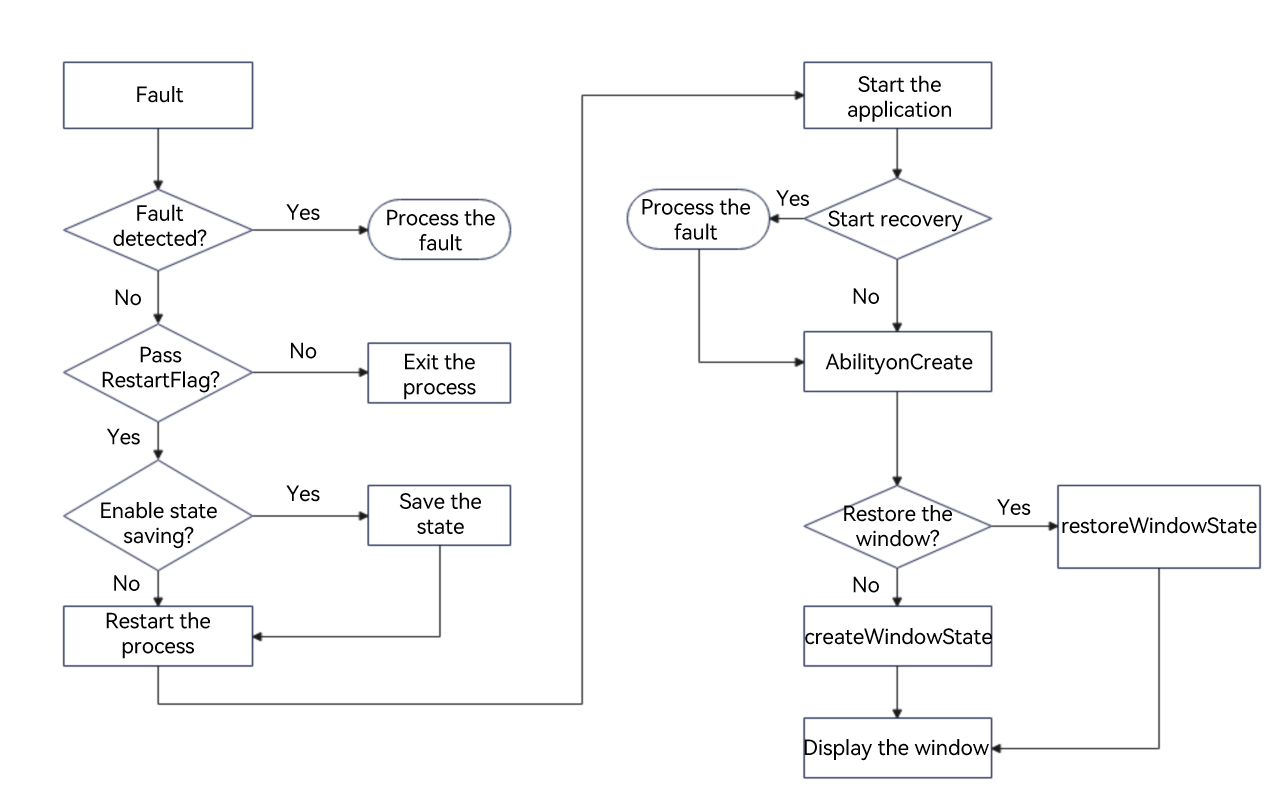 Fault
Fault
detected?
Yes
Process the
fault
No
Pass
RestartFlag?
No
Exit the
process
Yes
Enable state
saving?
Yes
Save the
state
No
Restart the
process
Start the
application
Start recovery
Yes
Process the
fault
No
AbilityonCreate
Restore the
window?
Yes
restoreWindowState
No
createWindowState
Display the window